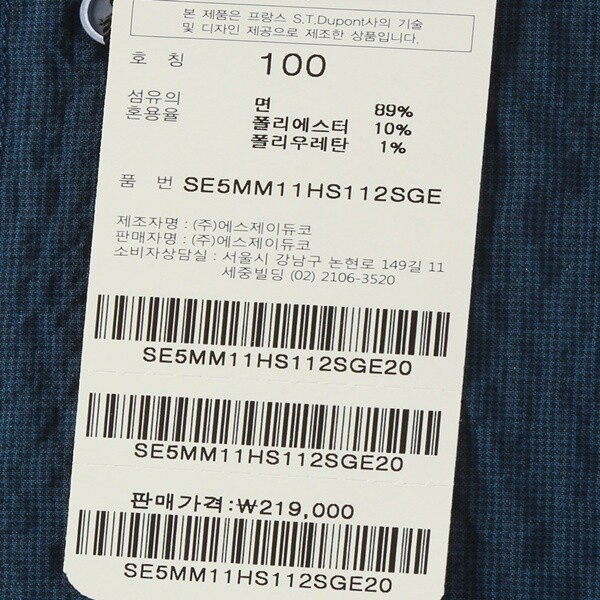 본 제품은 프랑스 S.T.Dupont사의 기술
및 디자인 제공으로 제조한 상품입니다.
호 칭 100
섬유의 면 89%
혼용율 폴리에스터 10%
폴리우레탄 1%
품 번 SE5MM11HS112SGE
제조자명 : (주)에스제이듀코
판매자명 : (주)에스제이듀코
소비자상담실 : 서울시 강남구 논현로 149길 11
세중빌딩 (02) 2106-3520
SE5MM11HS112SGE20
SE5MM11HS112SGE20
판매가격:₩219,000
SE5MM11HS112SGE20